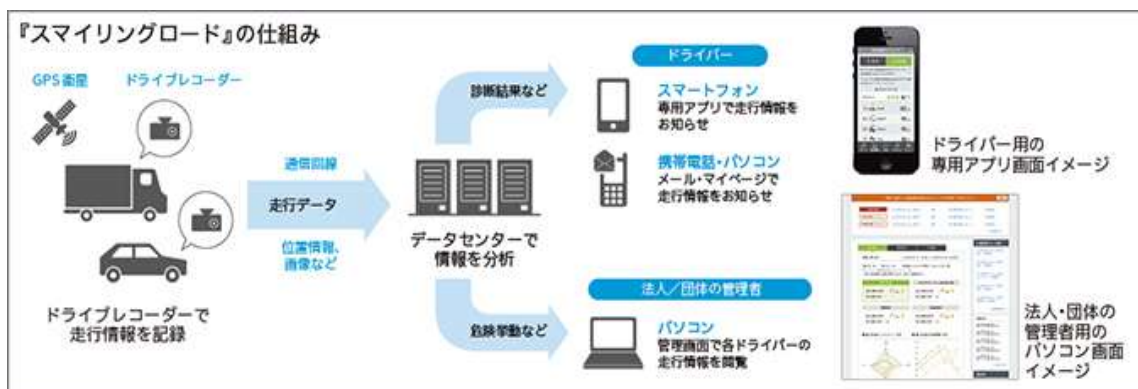 『スマイリングロード』の仕組み
GPS衛星
ドライブレコーダー
ドライブレコーダーで
走行情報を記録
通信回線
走行データ
位置情報、
画像など
データセンターで
情報を分析
診断結果など
危険挙動など
ドライバー
スマートフォン
専用アプリで走行情報を
お知らせ
携帯電話・パソコン
メール・マイページで
走行情報をお知らせ
法人／団体の管理者
パソコン
管理画面で各ドライバーの
走行情報を閲覧
ドライバー用の
専用アプリ画面イメージ
法人・団体の
管理者用の
パソコン画面
イメージ